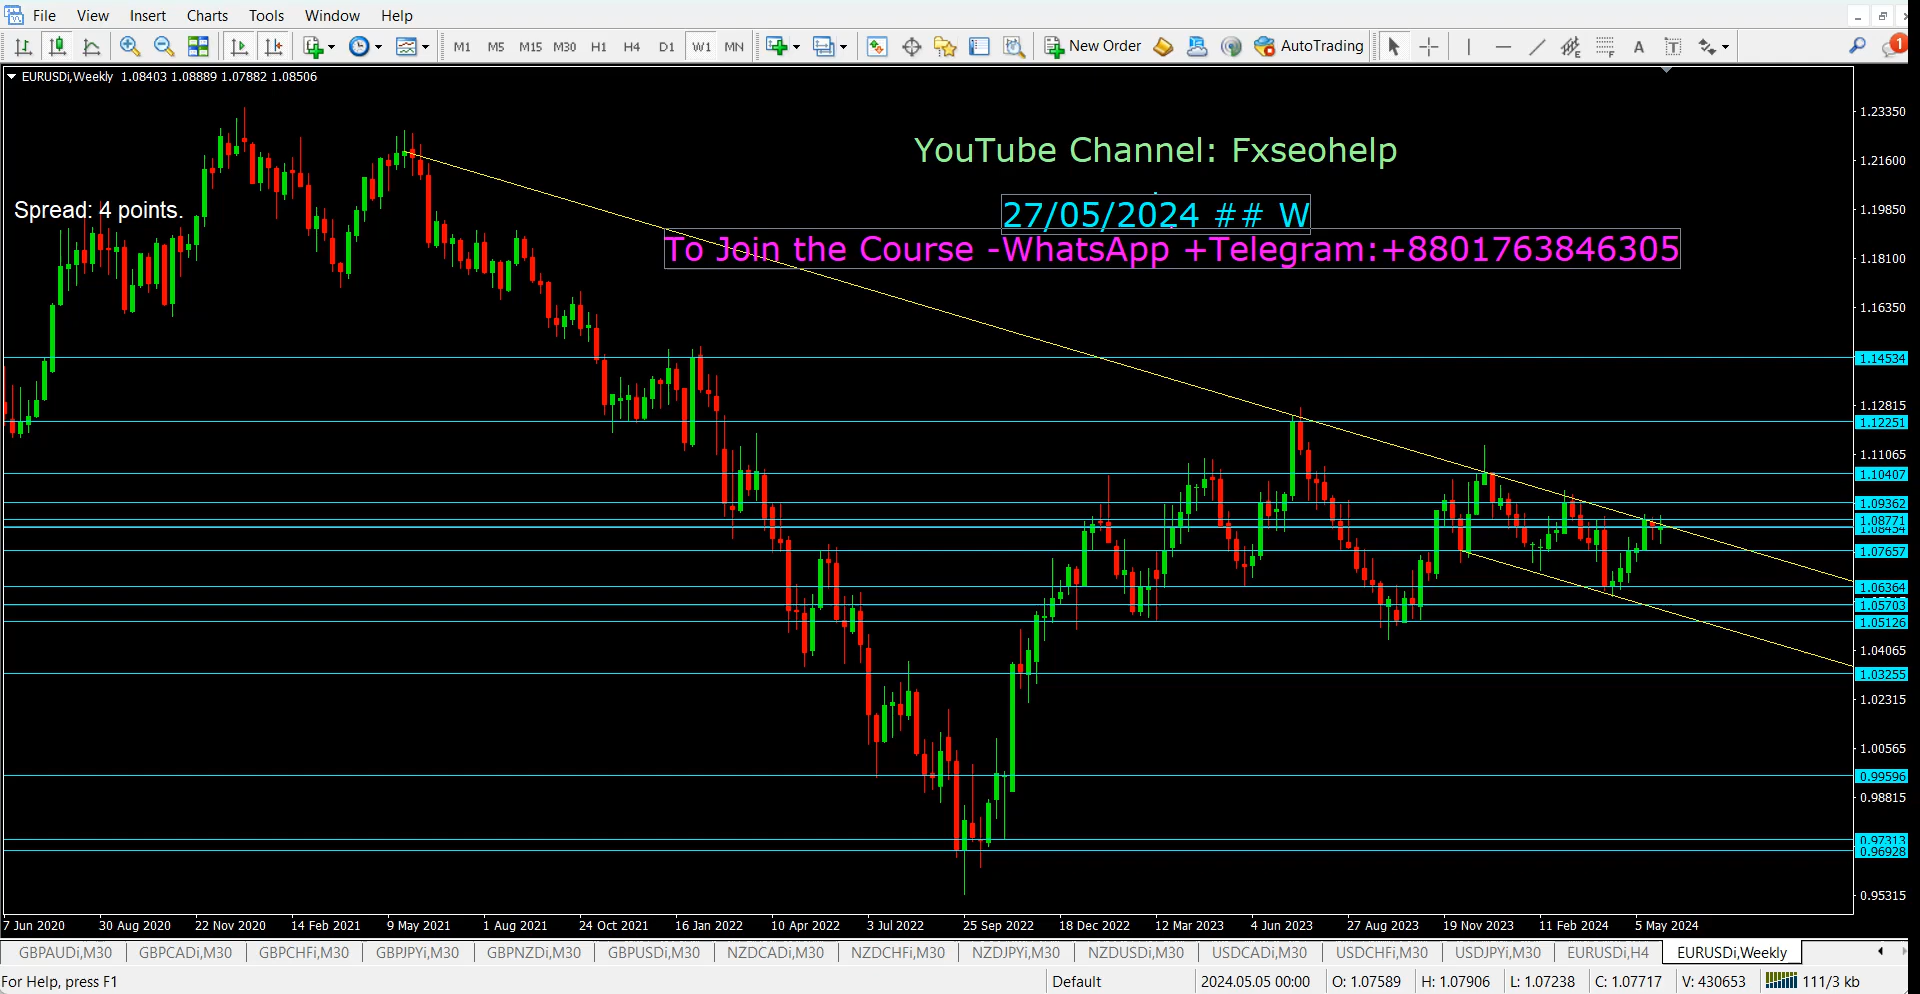 File View Insert Charts Tools Window Help
M1 M5 M15 M30 H1 H4 D1 W1 MN New Order AutoTrading A T 1
EURUSDi,Weekly 1.08403 1.08889 1.07882 1.08506
1.23350
YouTube Channel: Fxseohelp
1.21600
Spread: 4 points.
27/05/2024 ## W
1.19850
To Join the Course -WhatsApp +Telegram:+8801763846305
1.18100
1.16350
1.14534
1.12815
1.12251
1.11065
1.10407
1.09362
1.08771
1.07657
1.06364
1.05703
1.05126
1.04065
1.03255
1.02315
1.00565
0.99596
0.98815
0.97313
0.96928
0.95315
7 Jun 2020 30 Aug 2020 22 Nov 2020 14 Feb 2021 9 May 2021 1 Aug 2021 24 Oct 2021 16 Jan 2022 10 Apr 2022 3 Jul 2022 25 Sep 2022 18 Dec 2022 12 Mar 2023 4 Jun 2023 27 Aug 2023 19 Nov 2023 11 Feb 2024 5 May 2024
GBPAUDi,M30 GBPCADi,M30 GBPCHFi,M30 GBPJPYi,M30 GBPNZDi,M30 GBPUSDi,M30 NZDCADi,M30 NZDCHFi,M30 NZDJPYi,M30 NZDUSDi,M30 USDCADi,M30 USDCHFi,M30 USDJPYi,M30 EURUSDi,H4 EURUSDi,Weekly
For Help, press F1 Default 2024.05.05 00:00 O: 1.07589 H: 1.07906 L: 1.07238 C: 1.07717 V: 430653 111/3 kb